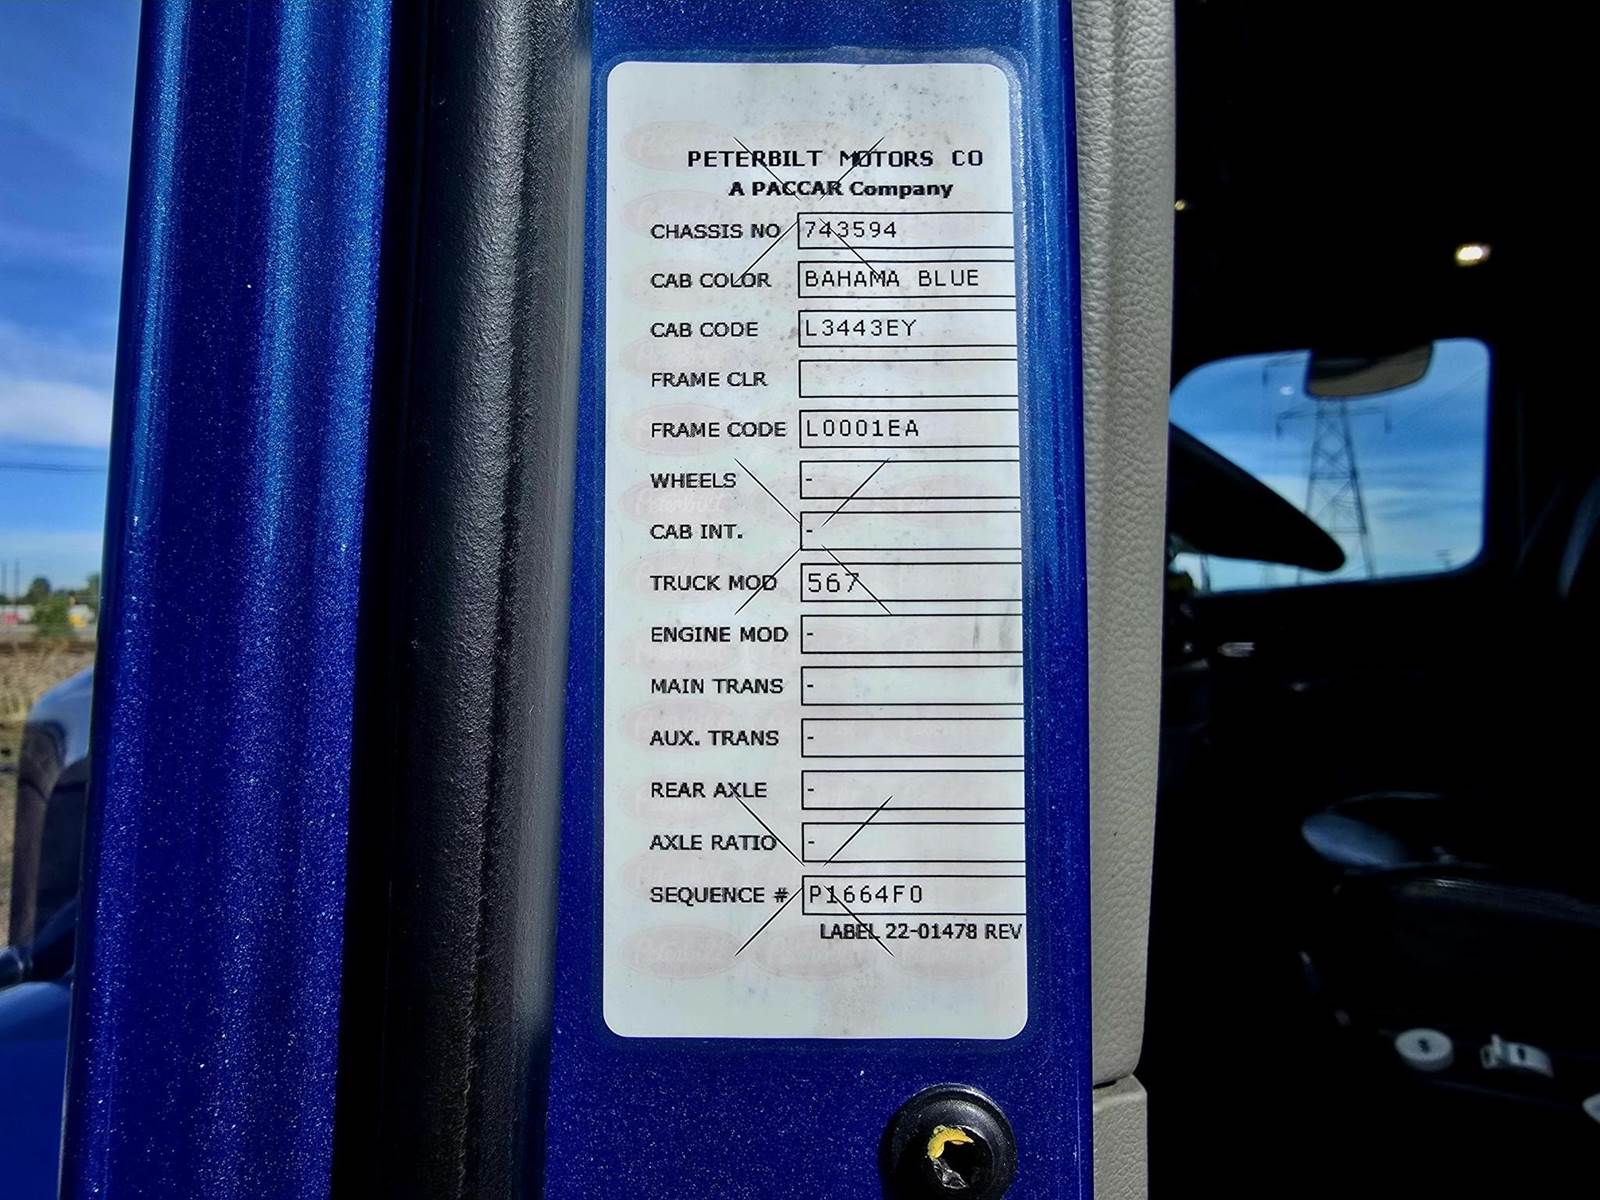 PETERBILT MOTORS CO
A PACCAR Company
CHASSIS NO 743594
CAB COLOR BAHAMA BLUE
CAB CODE L3443EY
FRAME CLR
FRAME CODE L0001EA
WHEELS -
CAB INT. -
TRUCK MOD 567
ENGINE MOD -
MAIN TRANS -
AUX. TRANS -
REAR AXLE -
AXLE RATIO -
SEQUENCE # P1664F0
LABEL 22-01478 REV